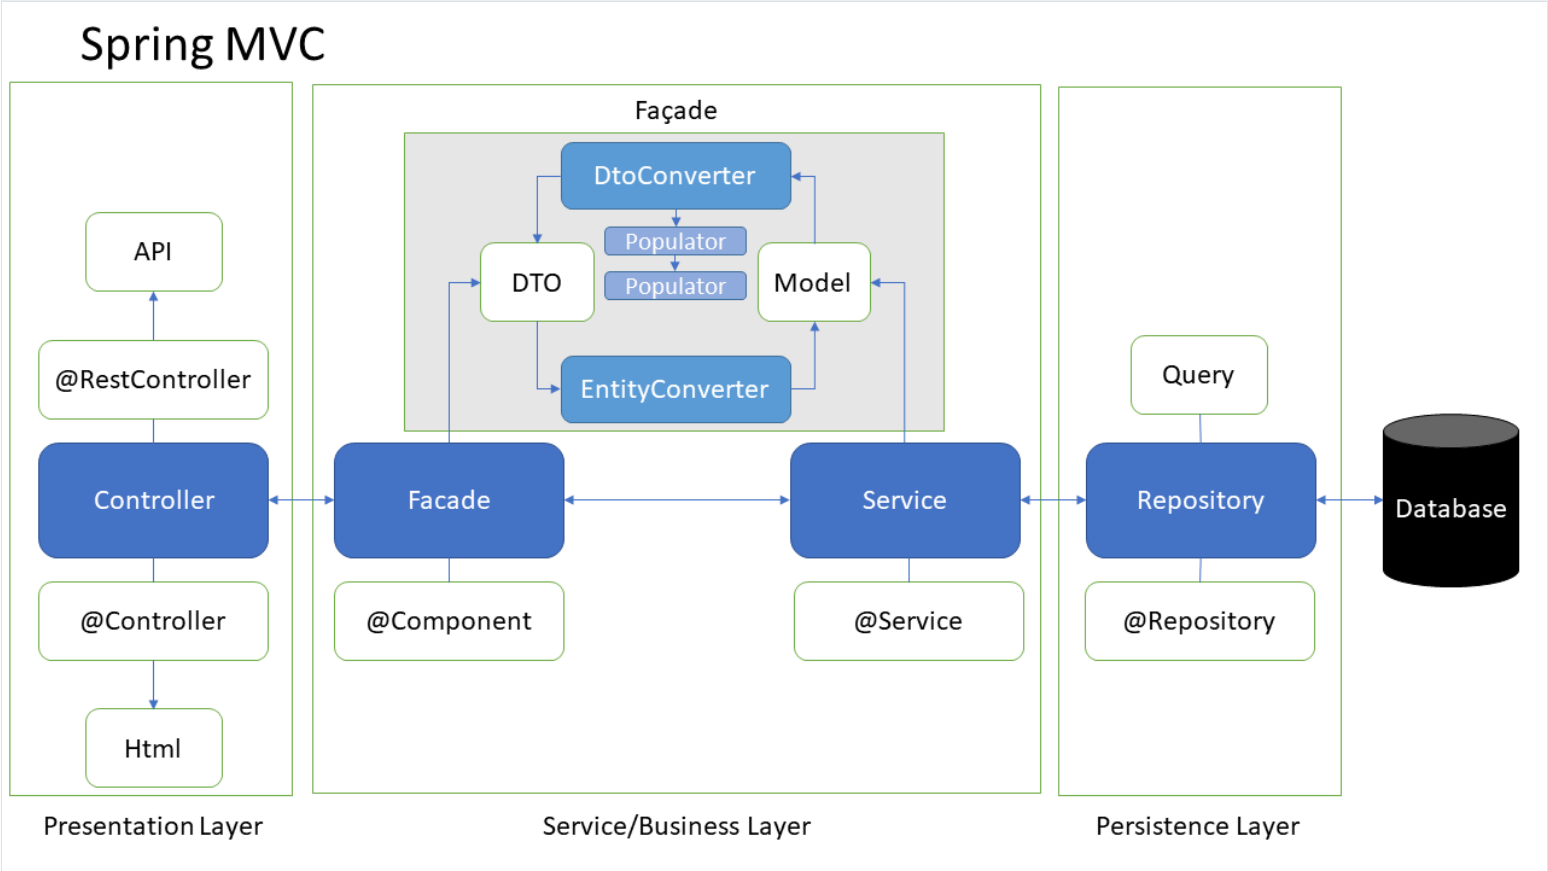 Spring MVC
API
@RestController
Controller
@Controller
Html
Presentation Layer
Façade
DtoConverter
Populator
Populator
DTO
Model
EntityConverter
Facade
@Component
Service
@Service
Service/Business Layer
Query
Repository
@Repository
Persistence Layer
Database